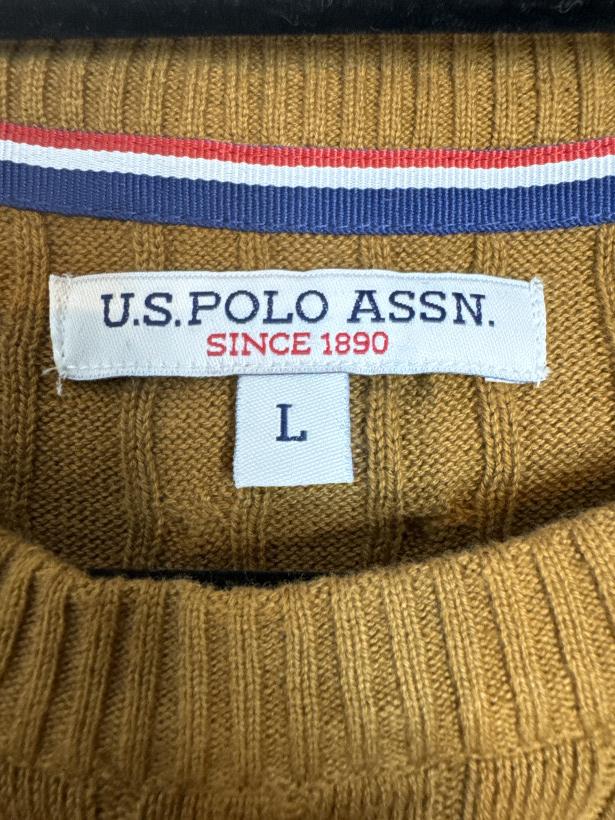 U.S. POLO ASSN.
SINCE 1890
L